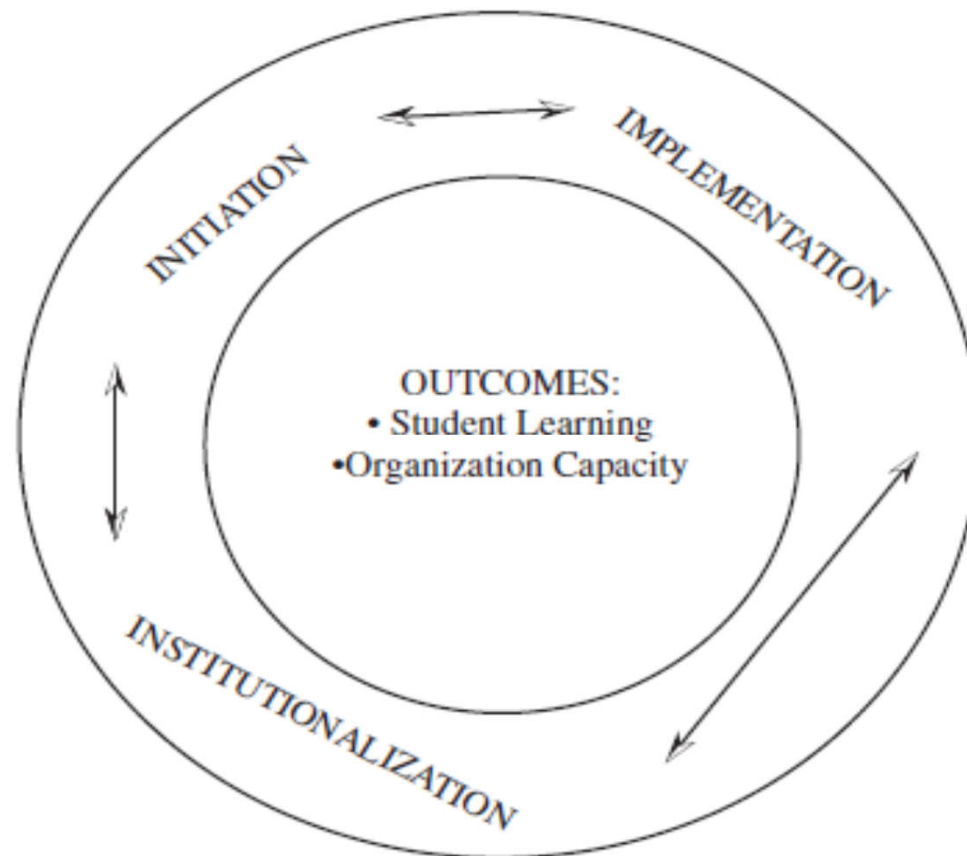 INITIATION
IMPLEMENTATION
OUTCOMES:
• Student Learning
•Organization Capacity
INSTITUTIONALIZATION